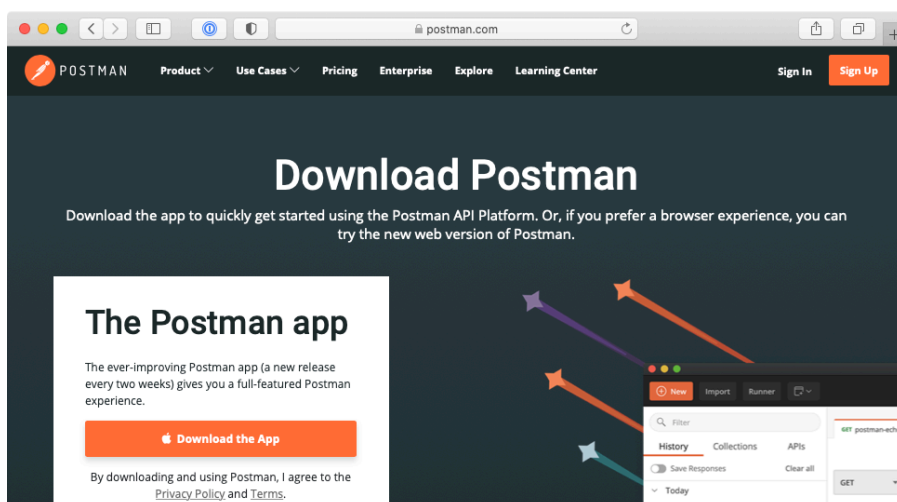 postman.com
POSTMAN Product Use Cases Pricing Enterprise Explore Learning Center Sign In Sign Up
Download Postman
Download the app to quickly get started using the Postman API Platform. Or, if you prefer a browser experience, you can
try the new web version of Postman.
The Postman app
The ever-improving Postman app (a new release
every two weeks) gives you a full-featured Postman
experience.
Download the App
By downloading and using Postman, I agree to the
Privacy Policy and Terms.
New Import Runner
Filter
History Collections APIs
Save Responses Clear all
Today
GET postman-ech
GET